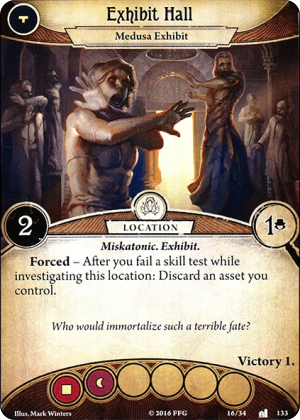 Exhibit Hall
Medusa Exhibit
2
LOCATION
1
Miskatonic. Exhibit.
Forced – After you fail a skill test while
investigating this location: Discard an asset you
control.
Who would immortalize such a terrible fate?
Victory 1.
Illus. Mark Winters
© 2016 FFG
16/34
133